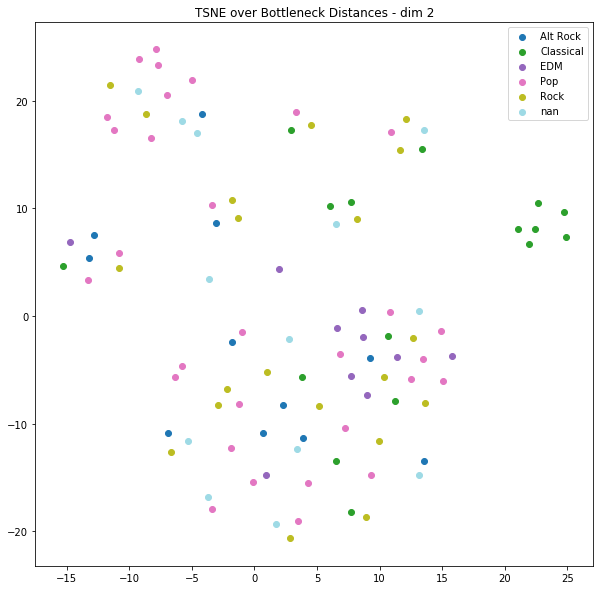 TSNE over Bottleneck Distances - dim 2
Alt Rock
Classical
EDM
Pop
Rock
nan
20
10
0
−10
−20
−15 −10 −5 0 5 10 15 20 25